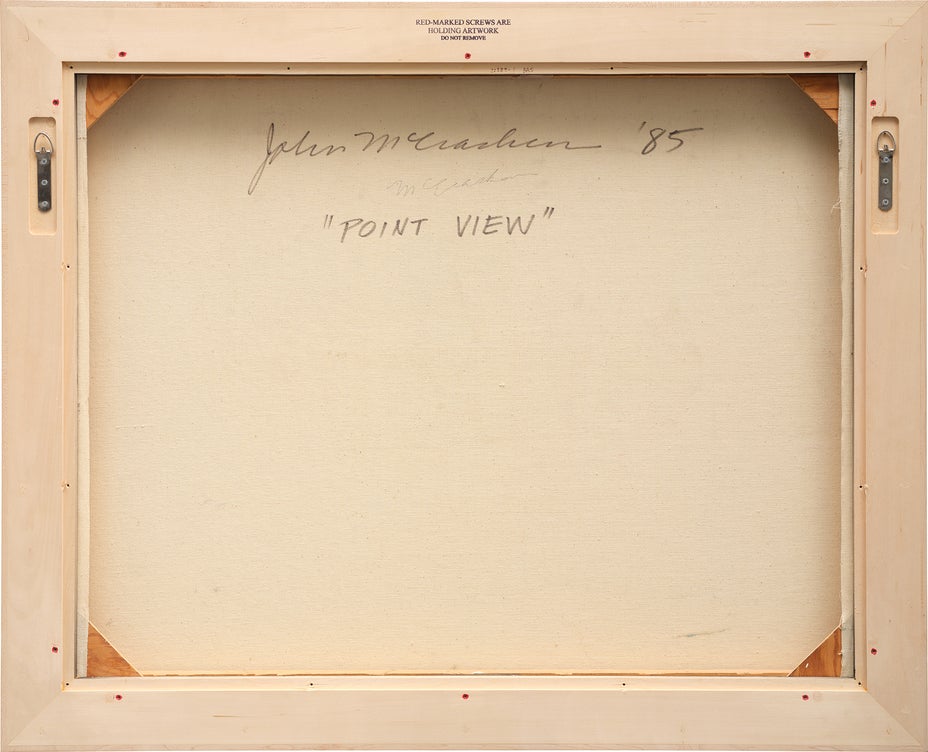 RED-MARKED SCREWS ARE
HOLDING ARTWORK
DO NOT REMOVE
John McCracken '85
McCracken
"POINT VIEW"